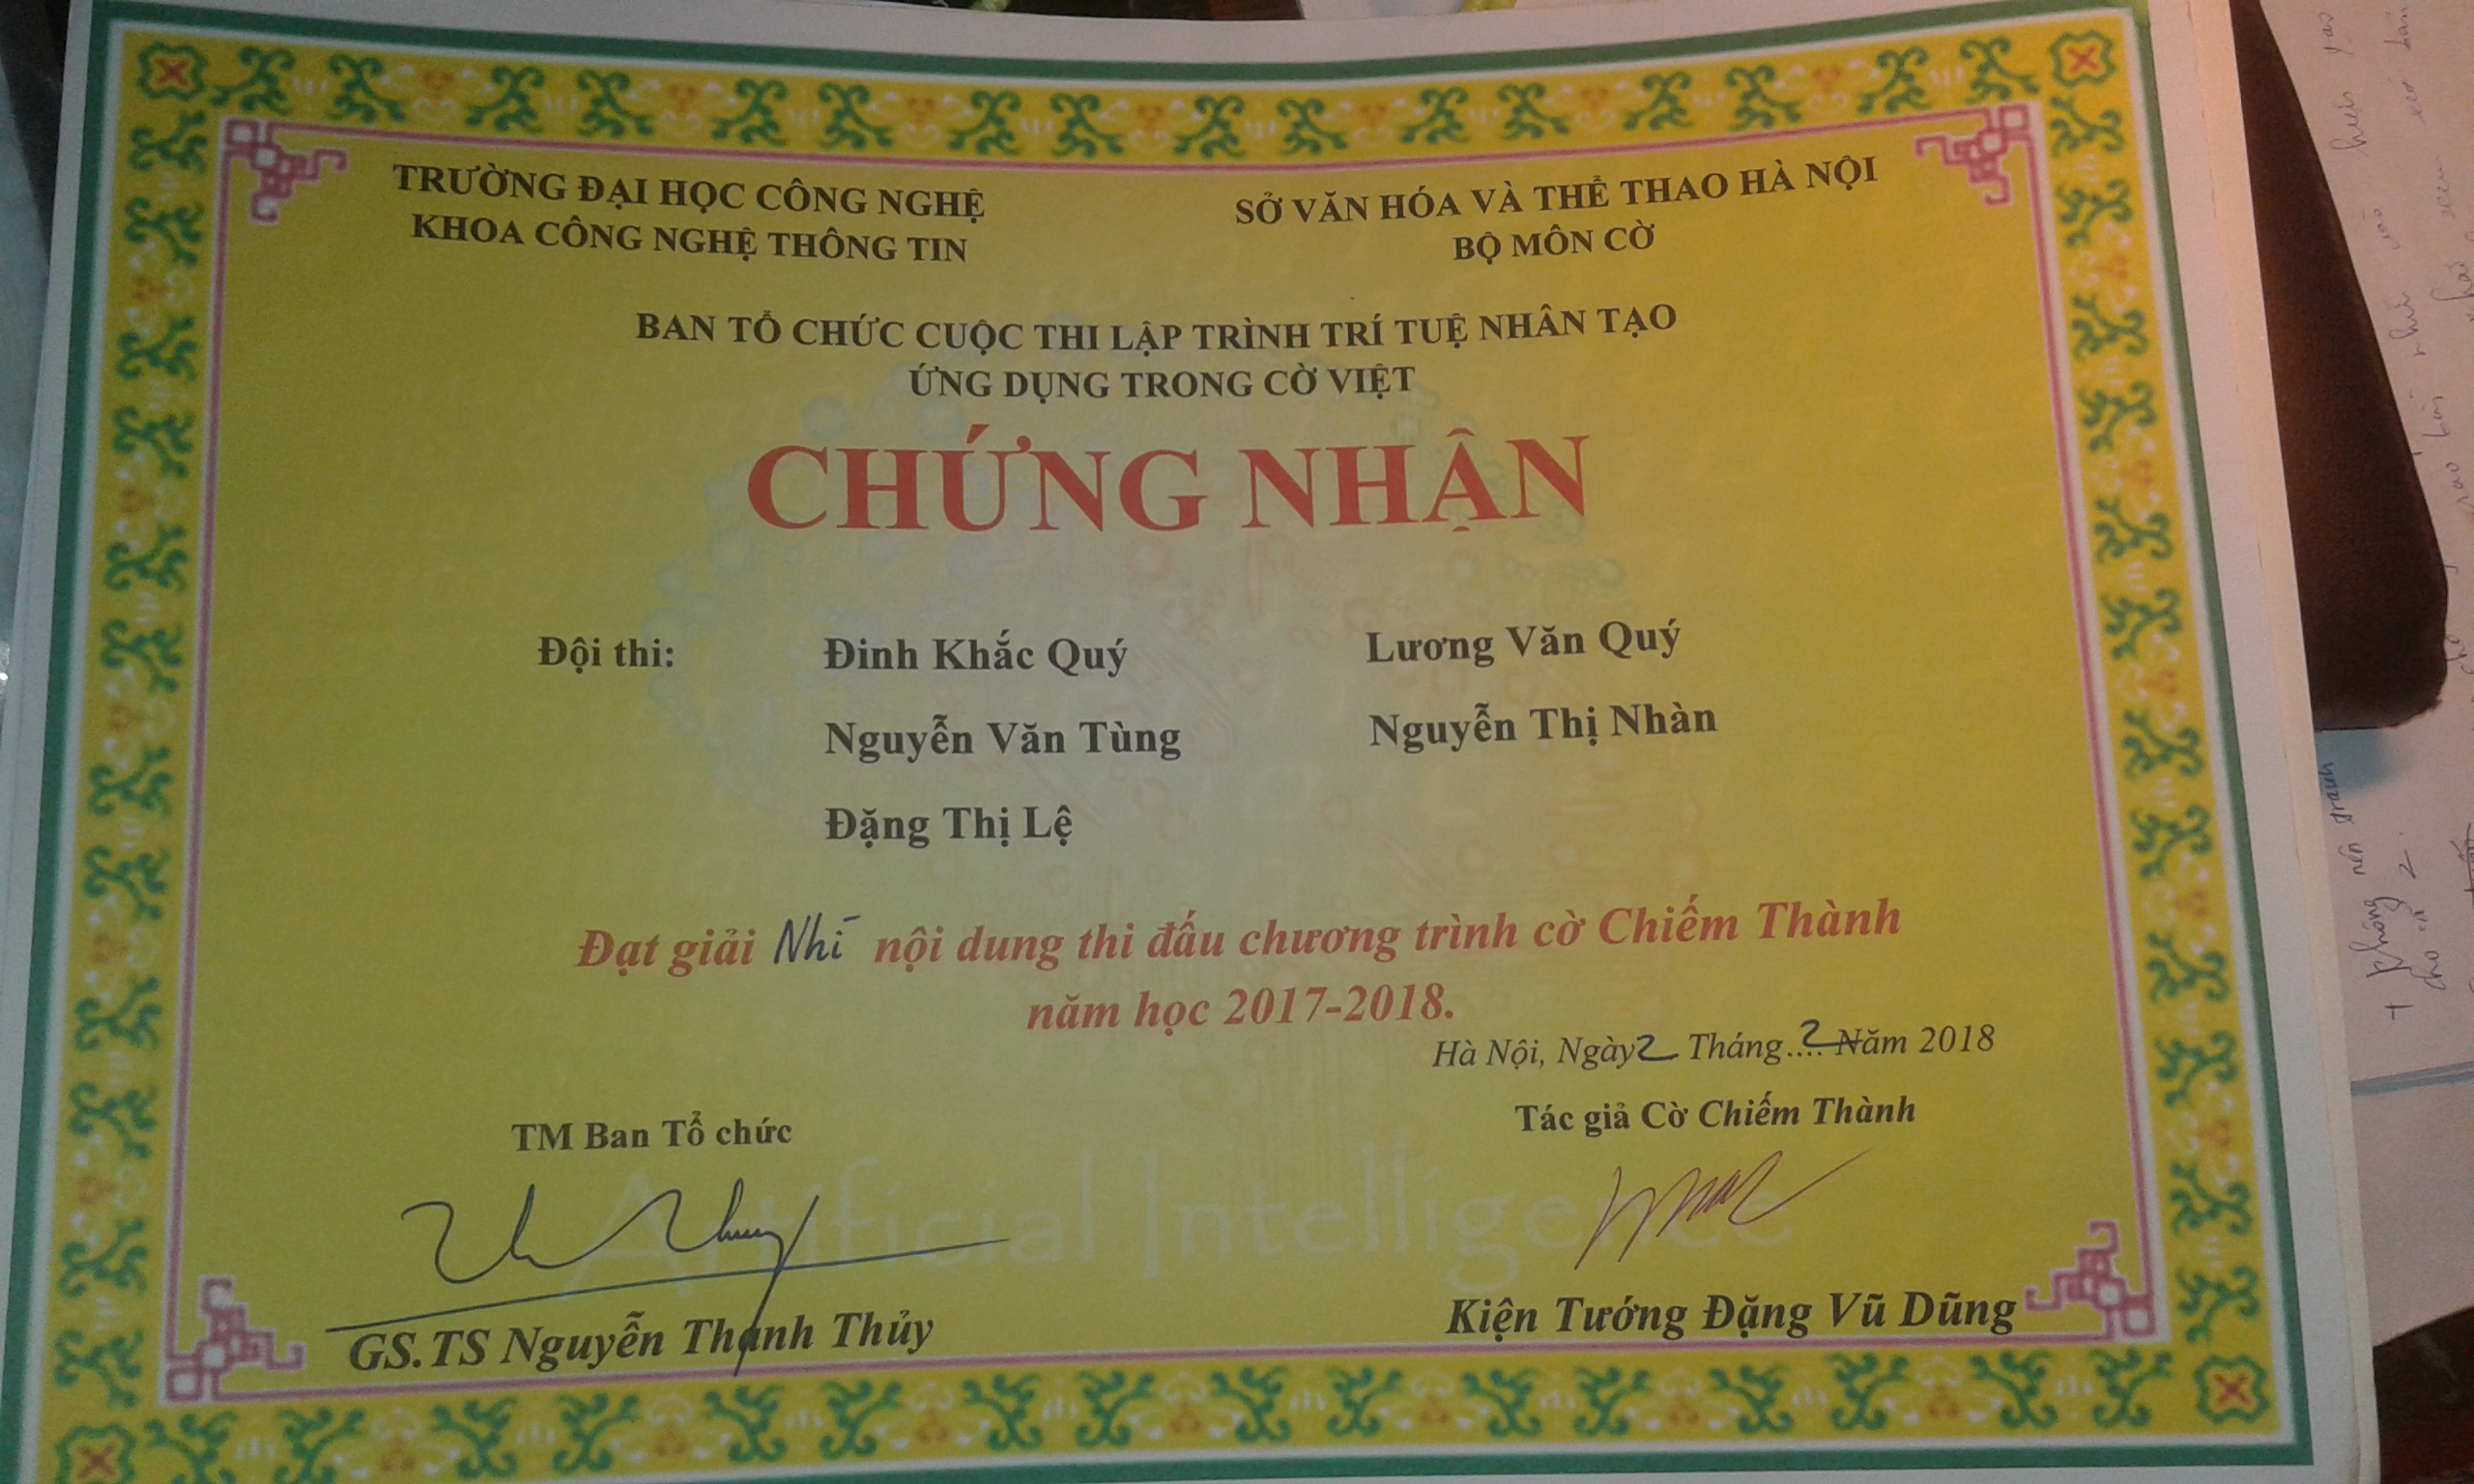 TRƯỜNG ĐẠI HỌC CÔNG NGHỆ
KHOA CÔNG NGHỆ THÔNG TIN
SỞ VĂN HÓA VÀ THỂ THAO HÀ NỘI
BỘ MÔN CỜ
BAN TỔ CHỨC CUỘC THI LẬP TRÌNH TRÍ TUỆ NHÂN TẠO
ỨNG DỤNG TRONG CỜ VIỆT
CHỨNG NHẬN
Đội thi: Đinh Khắc Quý Lương Văn Quý
Nguyễn Văn Tùng Nguyễn Thị Nhàn
Đặng Thị Lệ
Đạt giải Nhì nội dung thi đấu chương trình cờ Chiếm Thành
năm học 2017-2018.
Hà Nội, Ngày 2 Tháng .... 2 Năm 2018
TM Ban Tổ chức
Tác giả Cờ Chiếm Thành
Artificial Intelligence
GS.TS Nguyễn Thanh Thủy
Kiện Tướng Đặng Vũ Dũng
+ không nên tranh
cho cả 2.